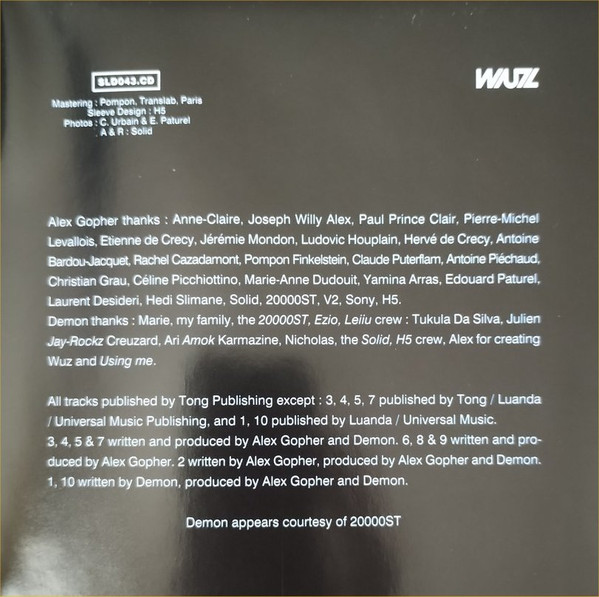 SLD043.CD
WUZ
Mastering : Pompon, Translab, Paris
Sleeve Design : H5
Photos : C. Urbain & E. Paturel
A & R : Solid
Alex Gopher thanks : Anne-Claire, Joseph Willy Alex, Paul Prince Clair, Pierre-Michel
Levallois, Etienne de Crecy, Jérémie Mondon, Ludovic Houplain, Hervé de Crecy, Antoine
Bardou-Jacquet, Rachel Cazadamont, Pompon Finkelstein, Claude Puterflam, Antoine Piéchaud,
Christian Grau, Céline Picchiottino, Marie-Anne Dudouit, Yamina Arras, Edouard Paturel,
Laurent Desideri, Hedi Slimane, Solid, 20000ST, V2, Sony, H5.
Demon thanks : Marie, my family, the 20000ST, Ezio, Leiiu crew : Tukula Da Silva, Julien
Jay-Rockz Creuzard, Ari Amok Karmazine, Nicholas, the Solid, H5 crew, Alex for creating
Wuz and Using me.
All tracks published by Tong Publishing except : 3, 4, 5, 7 published by Tong / Luanda
/ Universal Music Publishing, and 1, 10 published by Luanda / Universal Music.
3, 4, 5 & 7 written and produced by Alex Gopher and Demon. 6, 8 & 9 written and pro-
duced by Alex Gopher. 2 written by Alex Gopher, produced by Alex Gopher and Demon.
1, 10 written by Demon, produced by Alex Gopher and Demon.
Demon appears courtesy of 20000ST